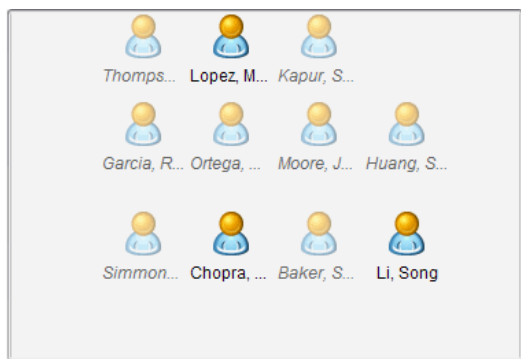 Thomps... Lopez, M... Kapur, S...
Garcia, R... Ortega, ... Moore, J... Huang, S...
Simmon... Chopra, ... Baker, S... Li, Song